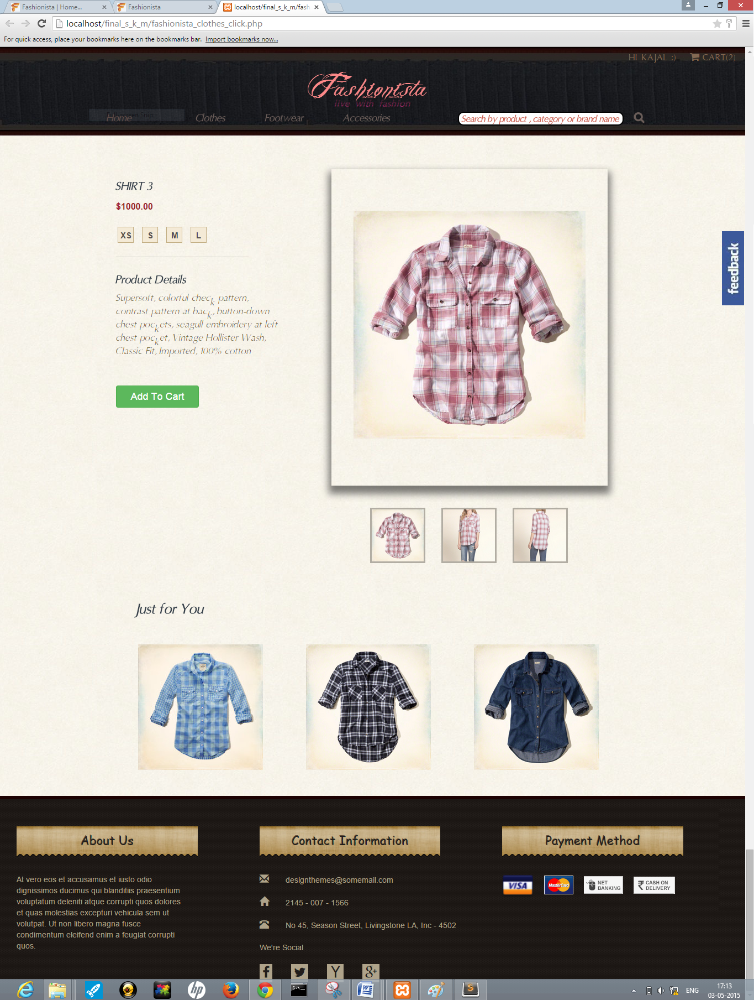 Fashionista | Home...
Fashionista
localhost/final_s_k_m/fash
localhost/final_s_k_m/fashionista_clothes_click.php
For quick access, place your bookmarks here on the bookmarks bar. Import bookmarks now...
HI KAJAL :) CART(2)
Fashionista
live with fashion
Home Clothes Footwear Accessories Search by product , category or brand name
SHIRT 3
$1000.00
XS S M L
feedback
Product Details
Supersoft, colorful check pattern,
contrast pattern at back, button-down
chest pockets, seagull embroidery at left
chest pocket, Vintage Hollister Wash,
Classic Fit, Imported, 100% cotton
Add To Cart
Just for You
About Us
At vero eos et accusamus et iusto odio
dignissimos ducimus qui blanditiis praesentium
voluptatum deleniti atque corrupti quos dolores
et quas molestias excepturi vehicula sem ut
volutpat. Ut non libero magna fusce
condimentum eleifend enim a feugiat corrupti
quos.
Contact Information
designthemes@somemail.com
2145 - 007 - 1566
No 45, Season Street, Livingstone LA, Inc - 4502
We're Social
Payment Method
VISA MasterCard NET BANKING CASH ON DELIVERY
ENG 17:13
03-05-2015